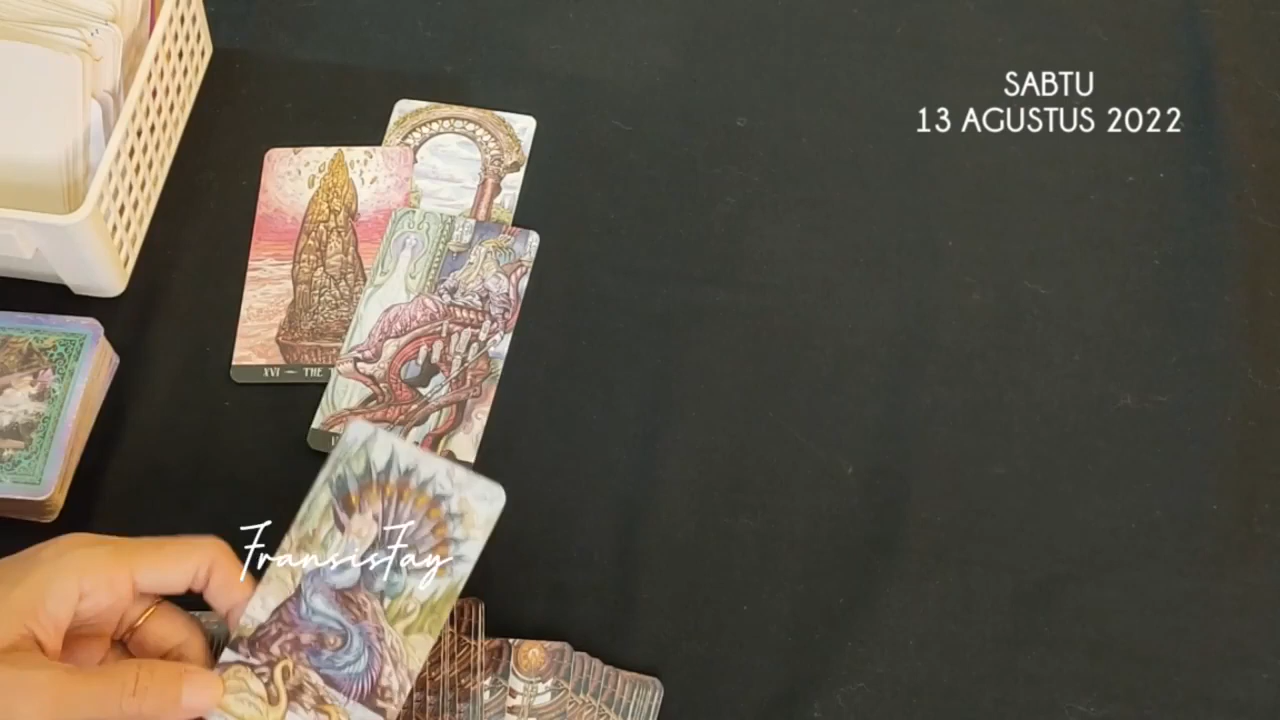 SABTU
13 AGUSTUS 2022
XVI — THE T
FransisFay